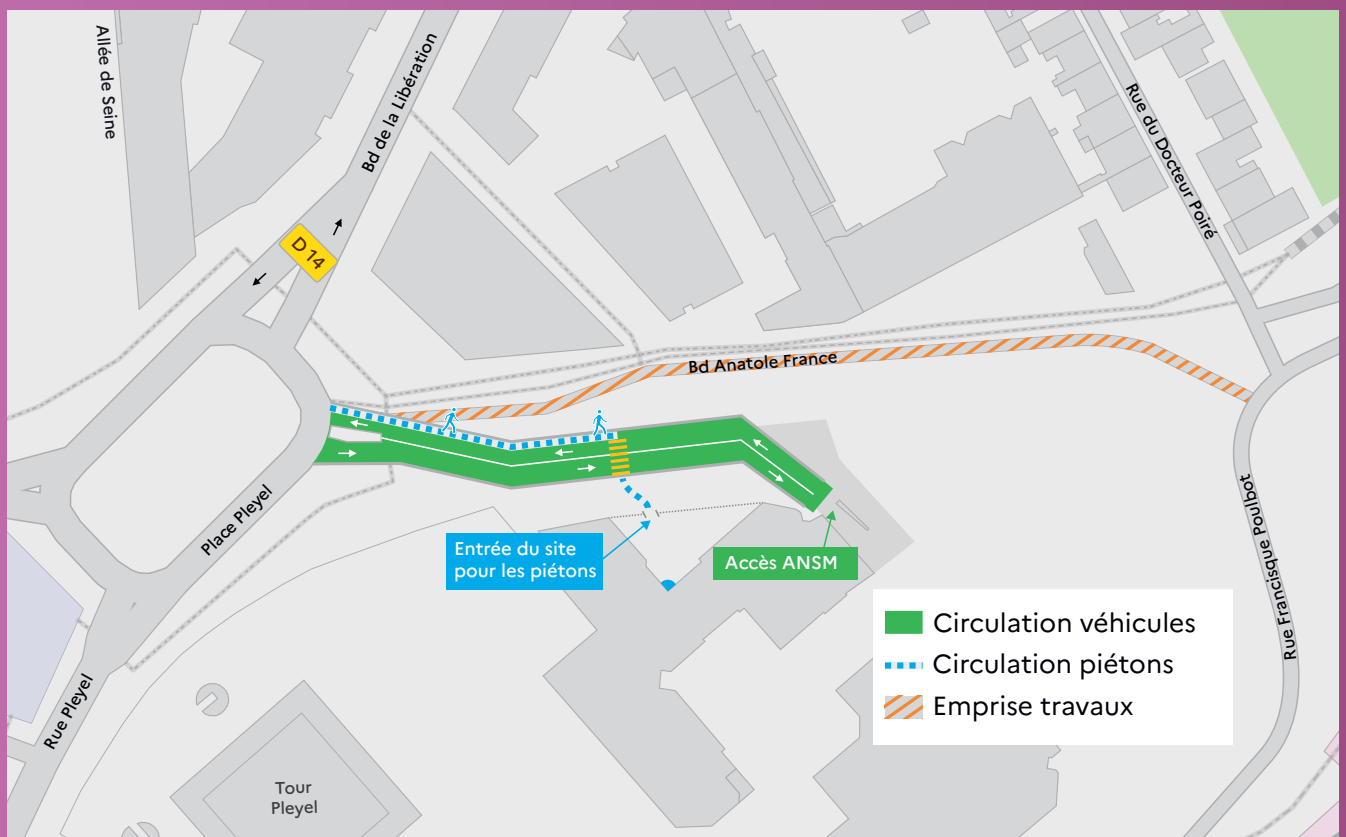 Allée de Seine
Bd de la Libération
D 14
Rue du Docteur Poiré
Bd Anatole France
Place Pleyel
Entrée du site
pour les piétons
Accès ANSM
Rue Francisque Poulbot
Circulation véhicules
Circulation piétons
Emprise travaux
Rue Pleyel
Tour
Pleyel